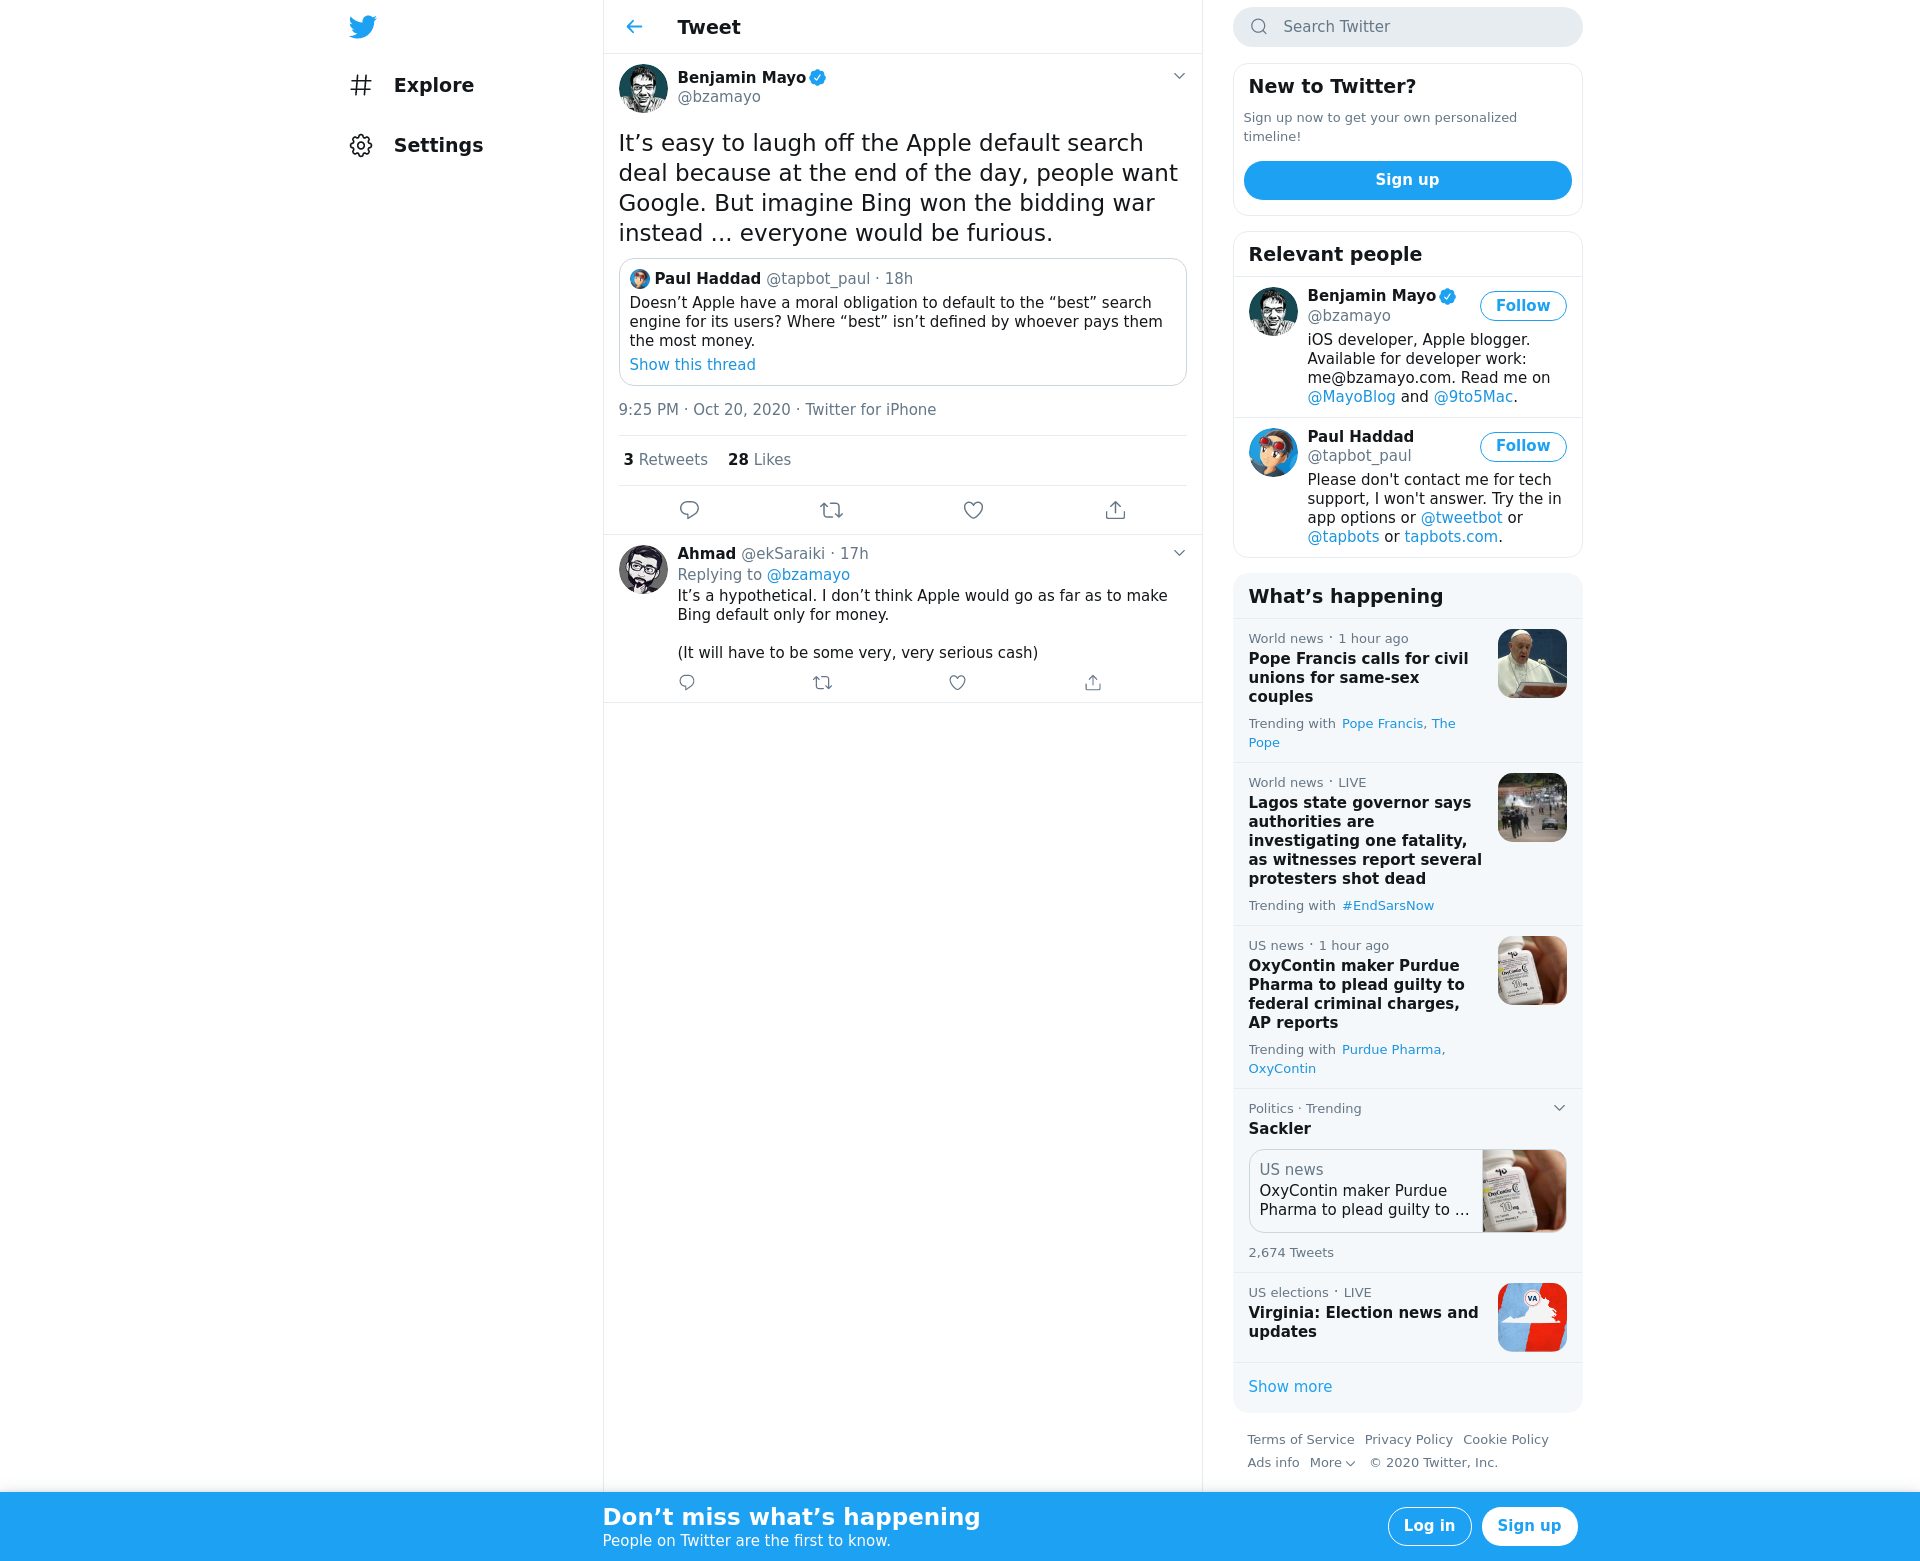 Explore
Settings
Tweet
Benjamin Mayo
@bzamayo
It’s easy to laugh off the Apple default search
deal because at the end of the day, people want
Google. But imagine Bing won the bidding war
instead ... everyone would be furious.
Paul Haddad @tapbot_paul · 18h
Doesn’t Apple have a moral obligation to default to the “best” search
engine for its users? Where “best” isn’t defined by whoever pays them
the most money.
Show this thread
9:25 PM · Oct 20, 2020 · Twitter for iPhone
3 Retweets 28 Likes
Ahmad @ekSaraiki · 17h
Replying to @bzamayo
It’s a hypothetical. I don’t think Apple would go as far as to make
Bing default only for money.
(It will have to be some very, very serious cash)
Search Twitter
New to Twitter?
Sign up now to get your own personalized
timeline!
Sign up
Relevant people
Benjamin Mayo
@bzamayo
Follow
iOS developer, Apple blogger.
Available for developer work:
me@bzamayo.com. Read me on
@MayoBlog and @9to5Mac.
Paul Haddad
@tapbot_paul
Follow
Please don't contact me for tech
support, I won't answer. Try the in
app options or @tweetbot or
@tapbots or tapbots.com.
What’s happening
World news · 1 hour ago
Pope Francis calls for civil
unions for same-sex
couples
Trending with Pope Francis, The
Pope
World news · LIVE
Lagos state governor says
authorities are
investigating one fatality,
as witnesses report several
protesters shot dead
Trending with #EndSarsNow
US news · 1 hour ago
OxyContin maker Purdue
Pharma to plead guilty to
federal criminal charges,
AP reports
Trending with Purdue Pharma,
OxyContin
Politics · Trending
Sackler
US news
OxyContin maker Purdue
Pharma to plead guilty to ...
2,674 Tweets
US elections · LIVE
Virginia: Election news and
updates
VA
Show more
Terms of Service Privacy Policy Cookie Policy
Ads info More © 2020 Twitter, Inc.
Don’t miss what’s happening
People on Twitter are the first to know.
Log in
Sign up